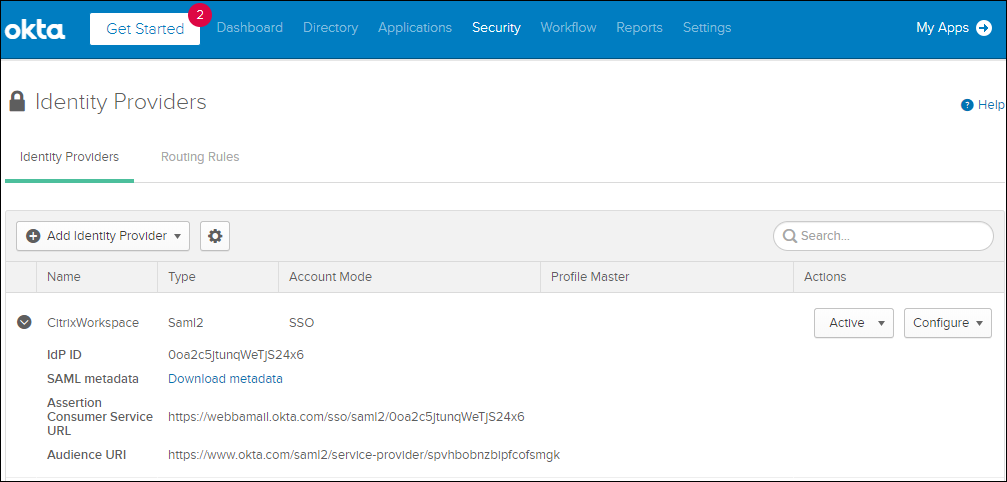 okta Get Started 2 Dashboard Directory Applications Security Workflow Reports Settings My Apps
Identity Providers
? Help
Identity Providers Routing Rules
Add Identity Provider Search...
Name Type Account Mode Profile Master Actions
CitrixWorkspace Saml2 SSO Active Configure
IdP ID 0oa2c5jtunqWeTjS24x6
SAML metadata Download metadata
Assertion
Consumer Service https://webbamail.okta.com/sso/saml2/0oa2c5jtunqWeTjS24x6
URL
Audience URI https://www.okta.com/saml2/service-provider/spvhbobnzbipfcofsmgk